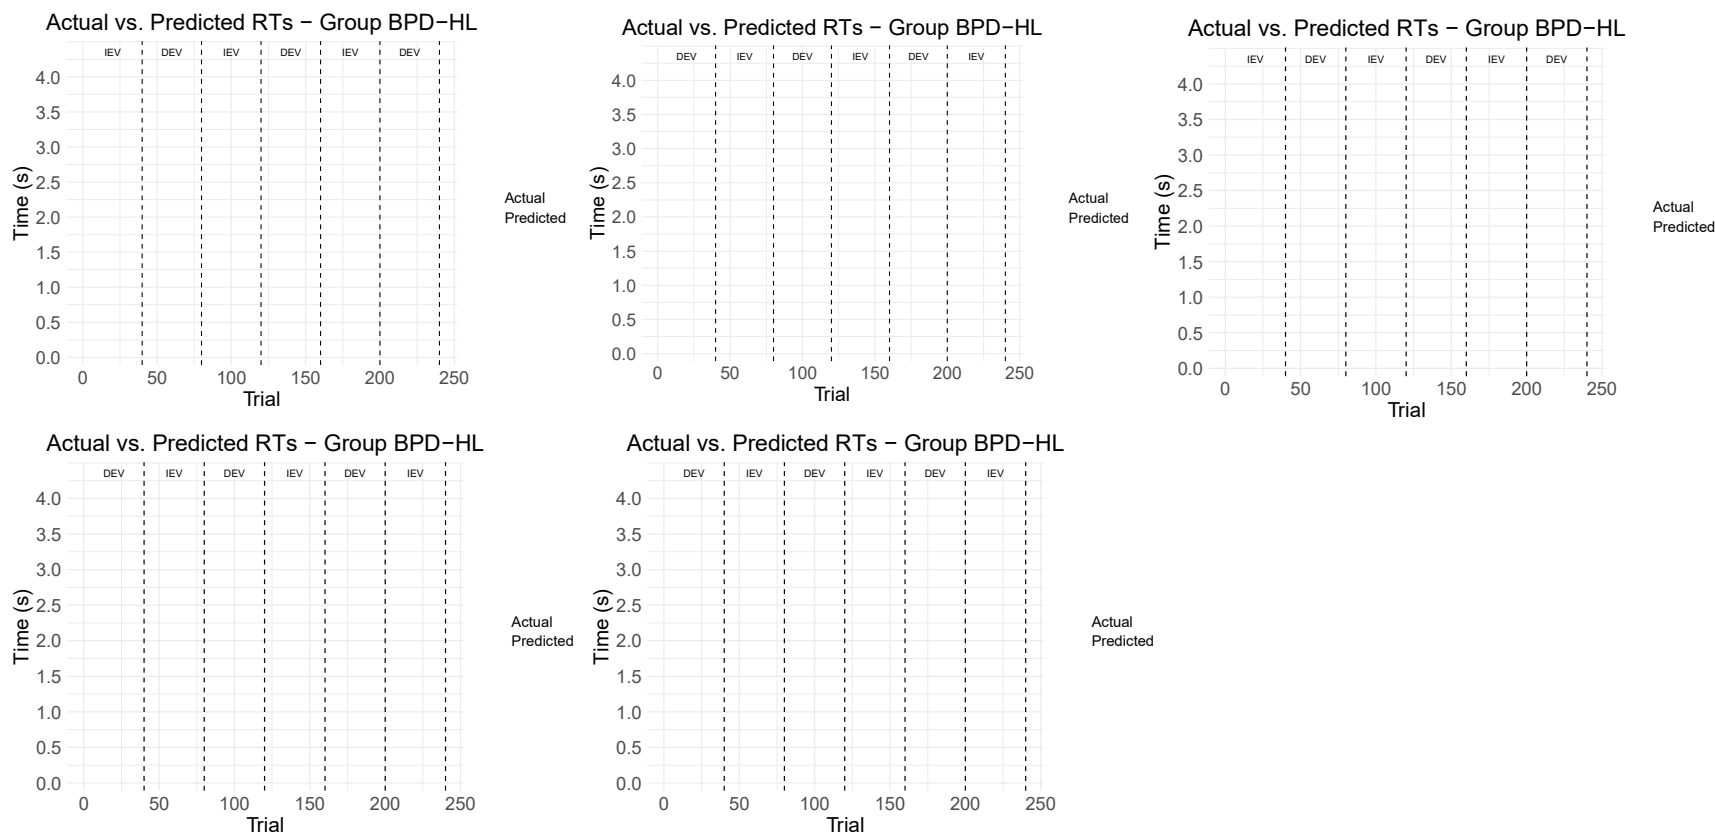 Actual vs. Predicted RTs − Group BPD−HL
IEV DEV IEV DEV IEV DEV
4.0
3.5
3.0
2.5
2.0
1.5
1.0
0.5
0.0
Time (s)
0 50 100 150 200 250
Trial
Actual
Predicted
Actual vs. Predicted RTs − Group BPD−HL
DEV IEV DEV IEV DEV IEV
4.0
3.5
3.0
2.5
2.0
1.5
1.0
0.5
0.0
Time (s)
0 50 100 150 200 250
Trial
Actual
Predicted
Actual vs. Predicted RTs − Group BPD−HL
IEV DEV IEV DEV IEV DEV
4.0
3.5
3.0
2.5
2.0
1.5
1.0
0.5
0.0
Time (s)
0 50 100 150 200 250
Trial
Actual
Predicted
Actual vs. Predicted RTs − Group BPD−HL
DEV IEV DEV IEV DEV IEV
4.0
3.5
3.0
2.5
2.0
1.5
1.0
0.5
0.0
Time (s)
0 50 100 150 200 250
Trial
Actual
Predicted
Actual vs. Predicted RTs − Group BPD−HL
DEV IEV DEV IEV DEV IEV
4.0
3.5
3.0
2.5
2.0
1.5
1.0
0.5
0.0
Time (s)
0 50 100 150 200 250
Trial
Actual
Predicted